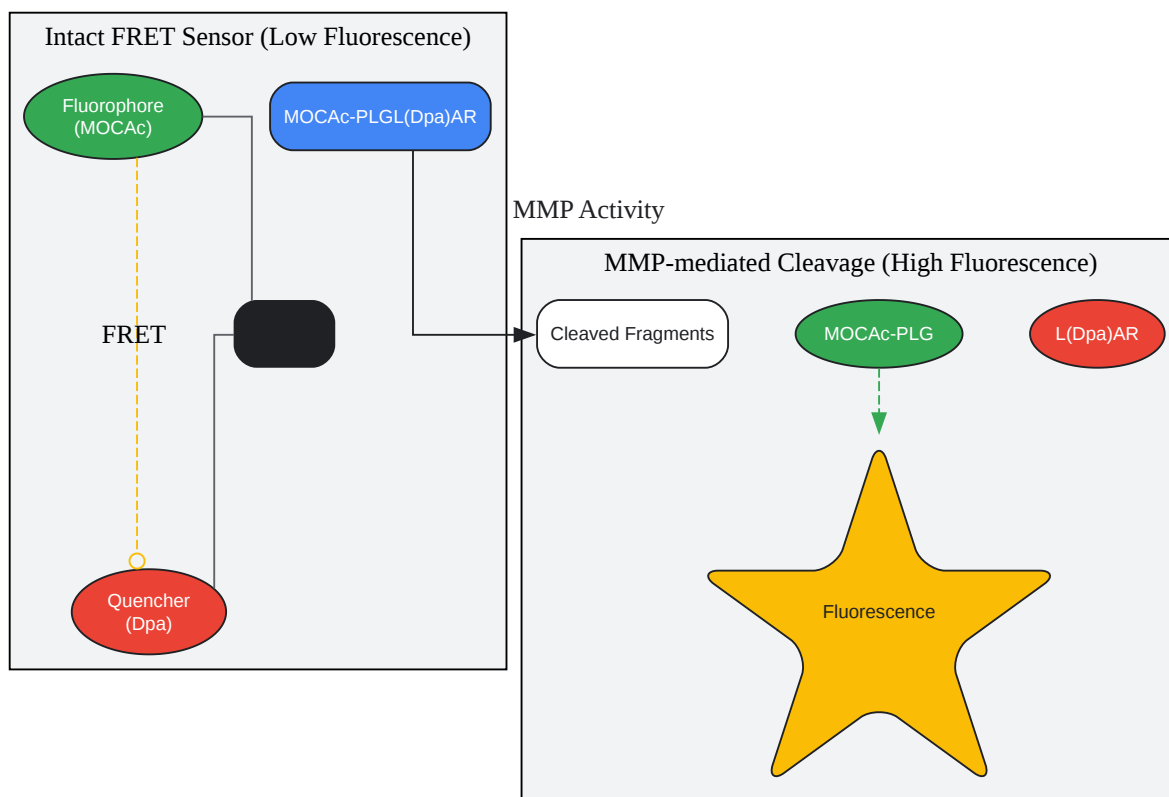 Intact FRET Sensor (Low Fluorescence)
Fluorophore
(MOCAc)
MOCAc-PLGL(Dpa)AR
FRET
Quencher
(Dpa)
MMP Activity
MMP-mediated Cleavage (High Fluorescence)
Cleaved Fragments
MOCAc-PLG
L(Dpa)AR
Fluorescence